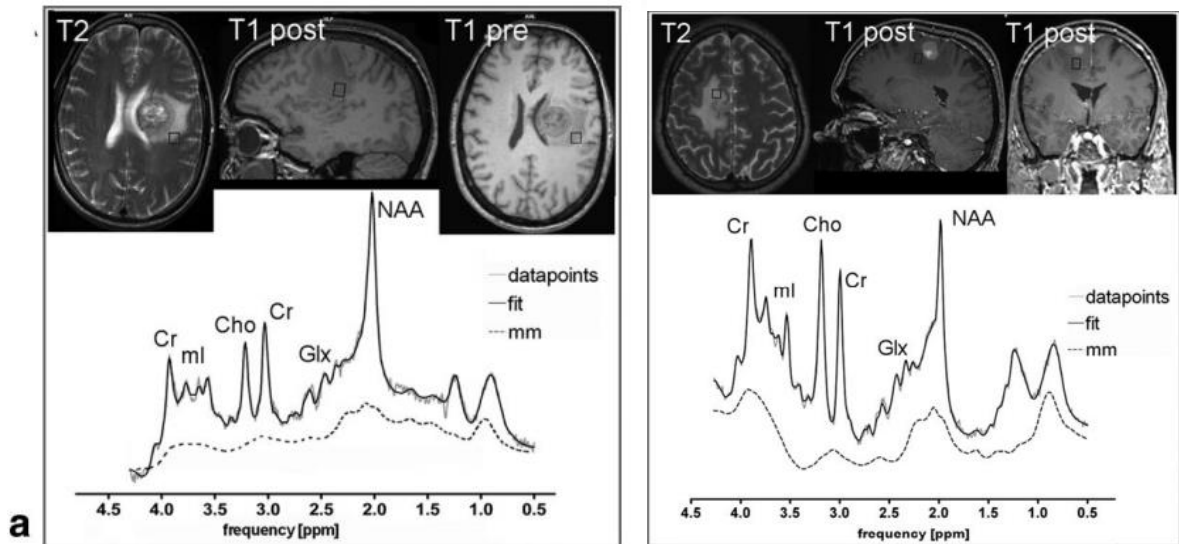 T2 T1 post T1 pre
NAA
Cr mI Cho Cr Glx
datapoints
fit
mm
4.5 4.0 3.5 3.0 2.5 2.0 1.5 1.0 0.5
frequency [ppm]
a
T2 T1 post T1 post
Cr mI Cho Cr Glx NAA
datapoints
fit
mm
4.5 4.0 3.5 3.0 2.5 2.0 1.5 1.0 0.5
frequency [ppm]